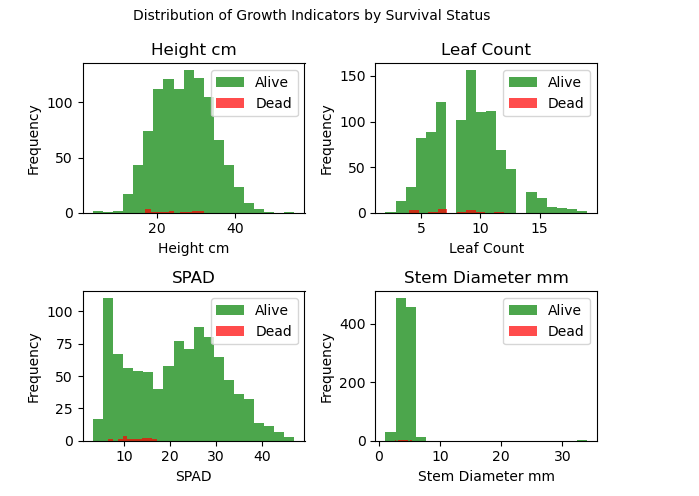 Distribution of Growth Indicators by Survival Status
Height cm
Frequency
100
50
0
20 40
Height cm
Alive
Dead
Leaf Count
Frequency
150
100
50
0
5 10 15
Leaf Count
Alive
Dead
SPAD
Frequency
100
75
50
25
0
10 20 30 40
SPAD
Alive
Dead
Stem Diameter mm
Frequency
400
200
0
0 10 20 30
Stem Diameter mm
Alive
Dead